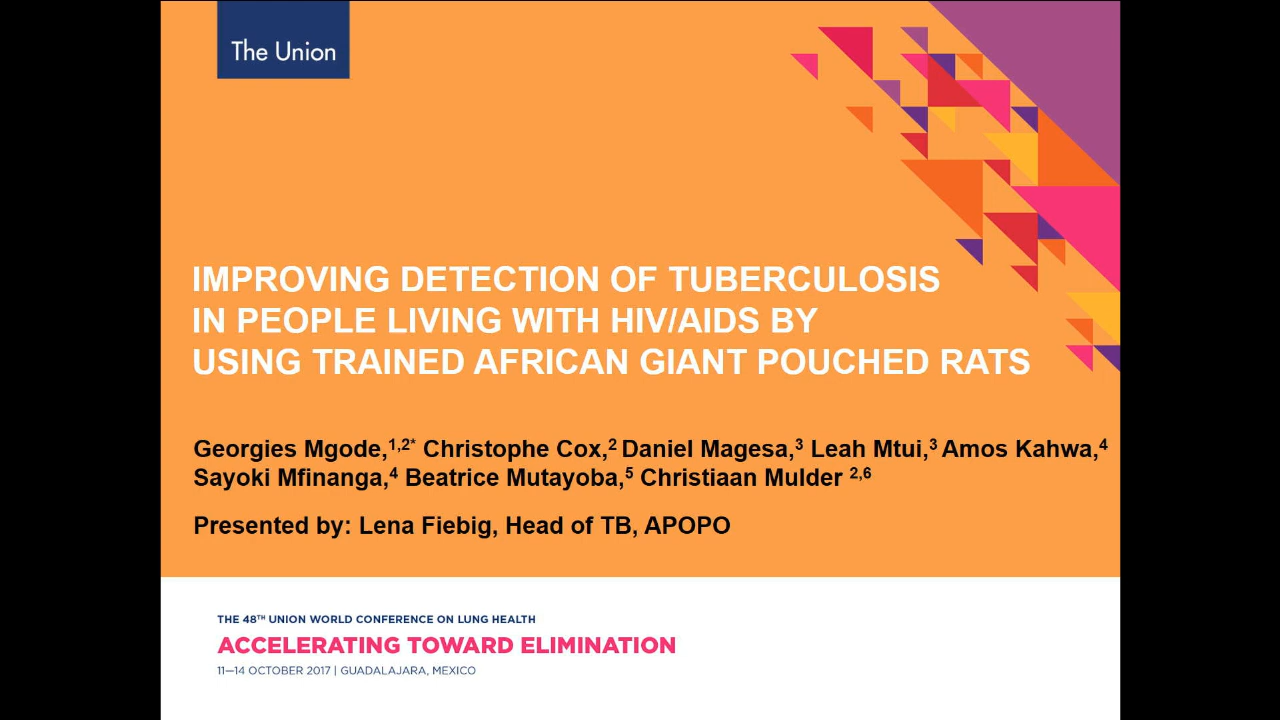 The Union
IMPROVING DETECTION OF TUBERCULOSIS
IN PEOPLE LIVING WITH HIV/AIDS BY
USING TRAINED AFRICAN GIANT POUCHED RATS
Georgies Mgode,1,2* Christophe Cox,2 Daniel Magesa,3 Leah Mtui,3 Amos Kahwa,4
Sayoki Mfinanga,4 Beatrice Mutayoba,5 Christiaan Mulder 2,6
Presented by: Lena Fiebig, Head of TB, APOPO
THE 48TH UNION WORLD CONFERENCE ON LUNG HEALTH
ACCELERATING TOWARD ELIMINATION
11—14 OCTOBER 2017 | GUADALAJARA, MEXICO